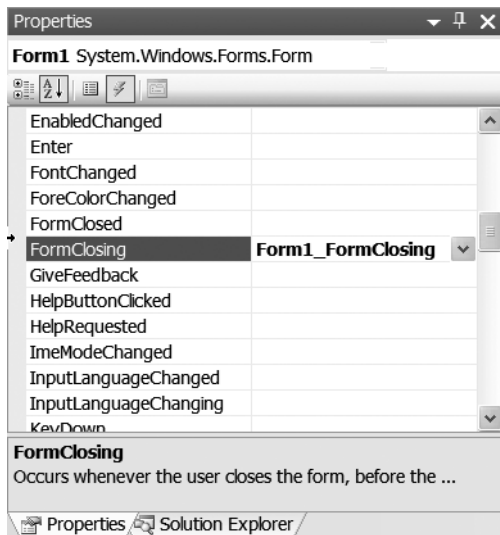 Properties
Form1 System.Windows.Forms.Form
A Z
EnabledChanged
Enter
FontChanged
ForeColorChanged
FormClosed
FormClosing Form1_FormClosing
GiveFeedback
HelpButtonClicked
HelpRequested
ImeModeChanged
InputLanguageChanged
InputLanguageChanging
KeyDown
FormClosing
Occurs whenever the user closes the form, before the ...
Properties Solution Explorer